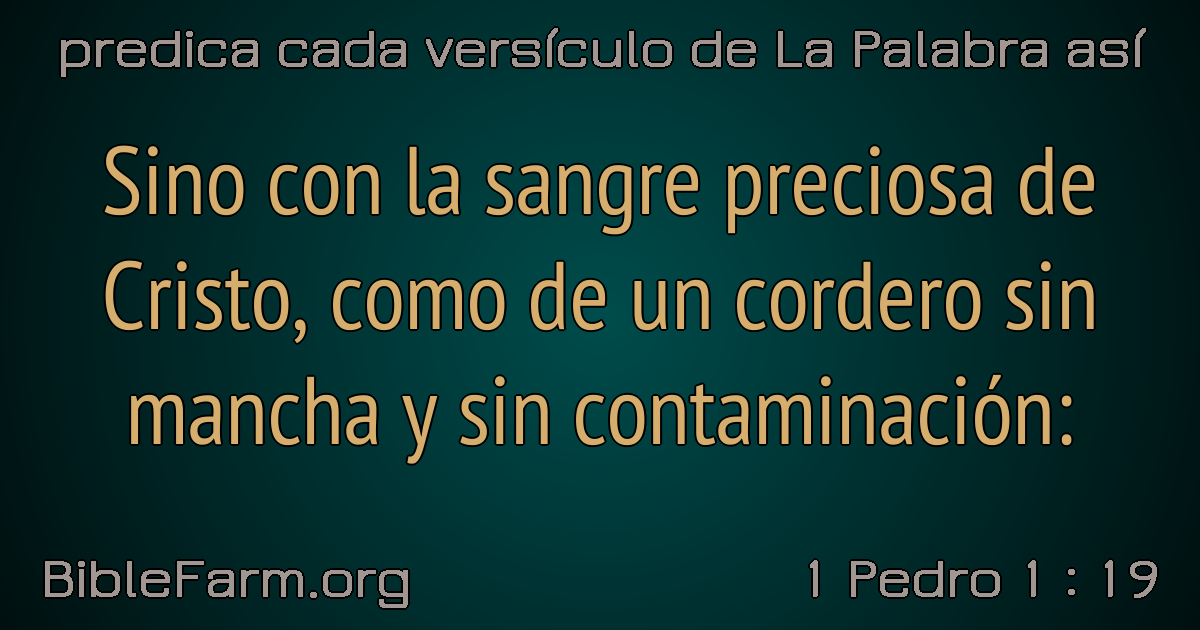 predica cada versículo de La Palabra así
Sino con la sangre preciosa de
Cristo, como de un cordero sin
mancha y sin contaminación:
BibleFarm.org
1 Pedro 1 : 19